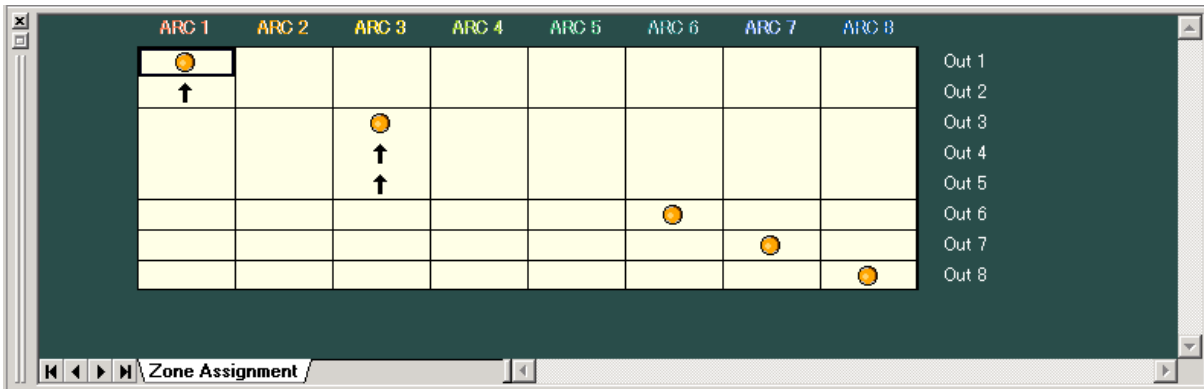 ARC 1 ARC 2 ARC 3 ARC 4 ARC 5 ARC 6 ARC 7 ARC 8
Out 1
Out 2
Out 3
Out 4
Out 5
Out 6
Out 7
Out 8
Zone Assignment